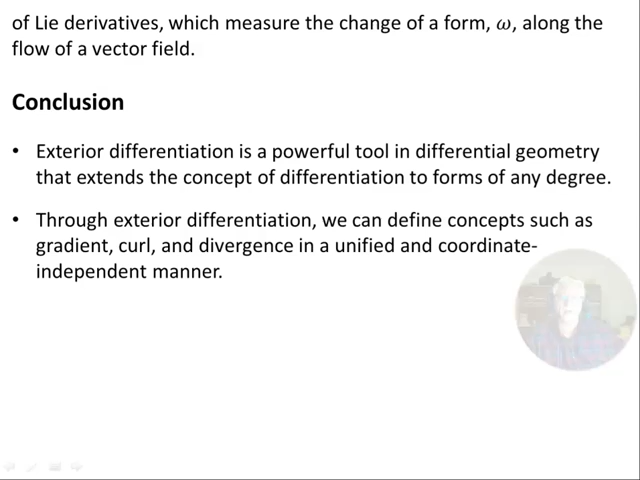 of Lie derivatives, which measure the change of a form, ω, along the
flow of a vector field.
Conclusion
• Exterior differentiation is a powerful tool in differential geometry
that extends the concept of differentiation to forms of any degree.
• Through exterior differentiation, we can define concepts such as
gradient, curl, and divergence in a unified and coordinate-
independent manner.